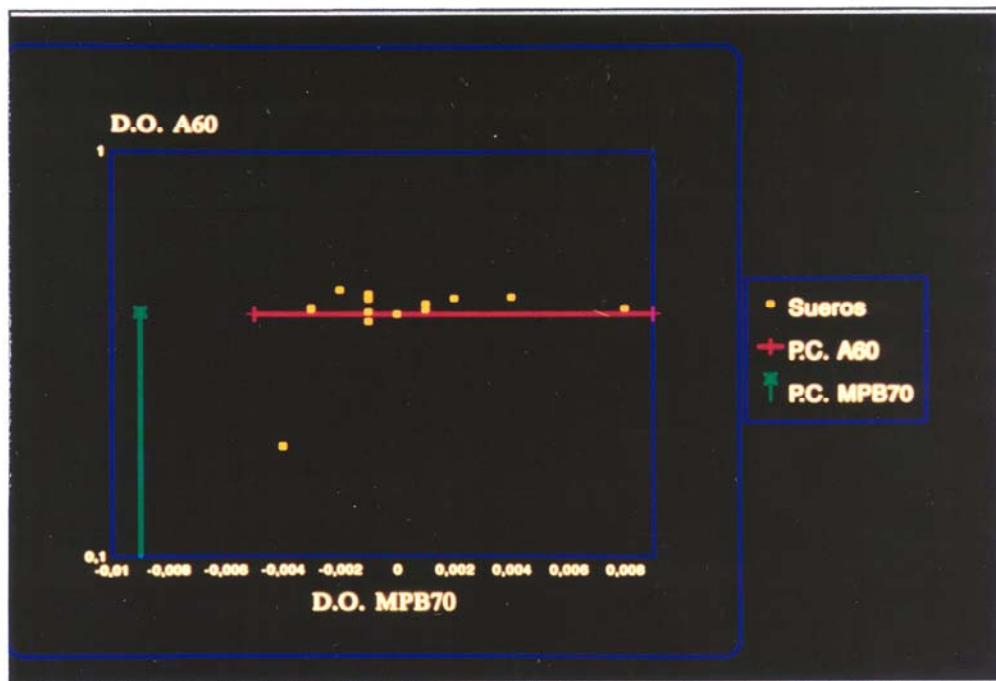 D.O. A60
1
Sueros
P.C. A60
P.C. MPB70
0,1
-0,01 -0,008 -0,006 -0,004 -0,002 0 0,002 0,004 0,006 0,008
D.O. MPB70